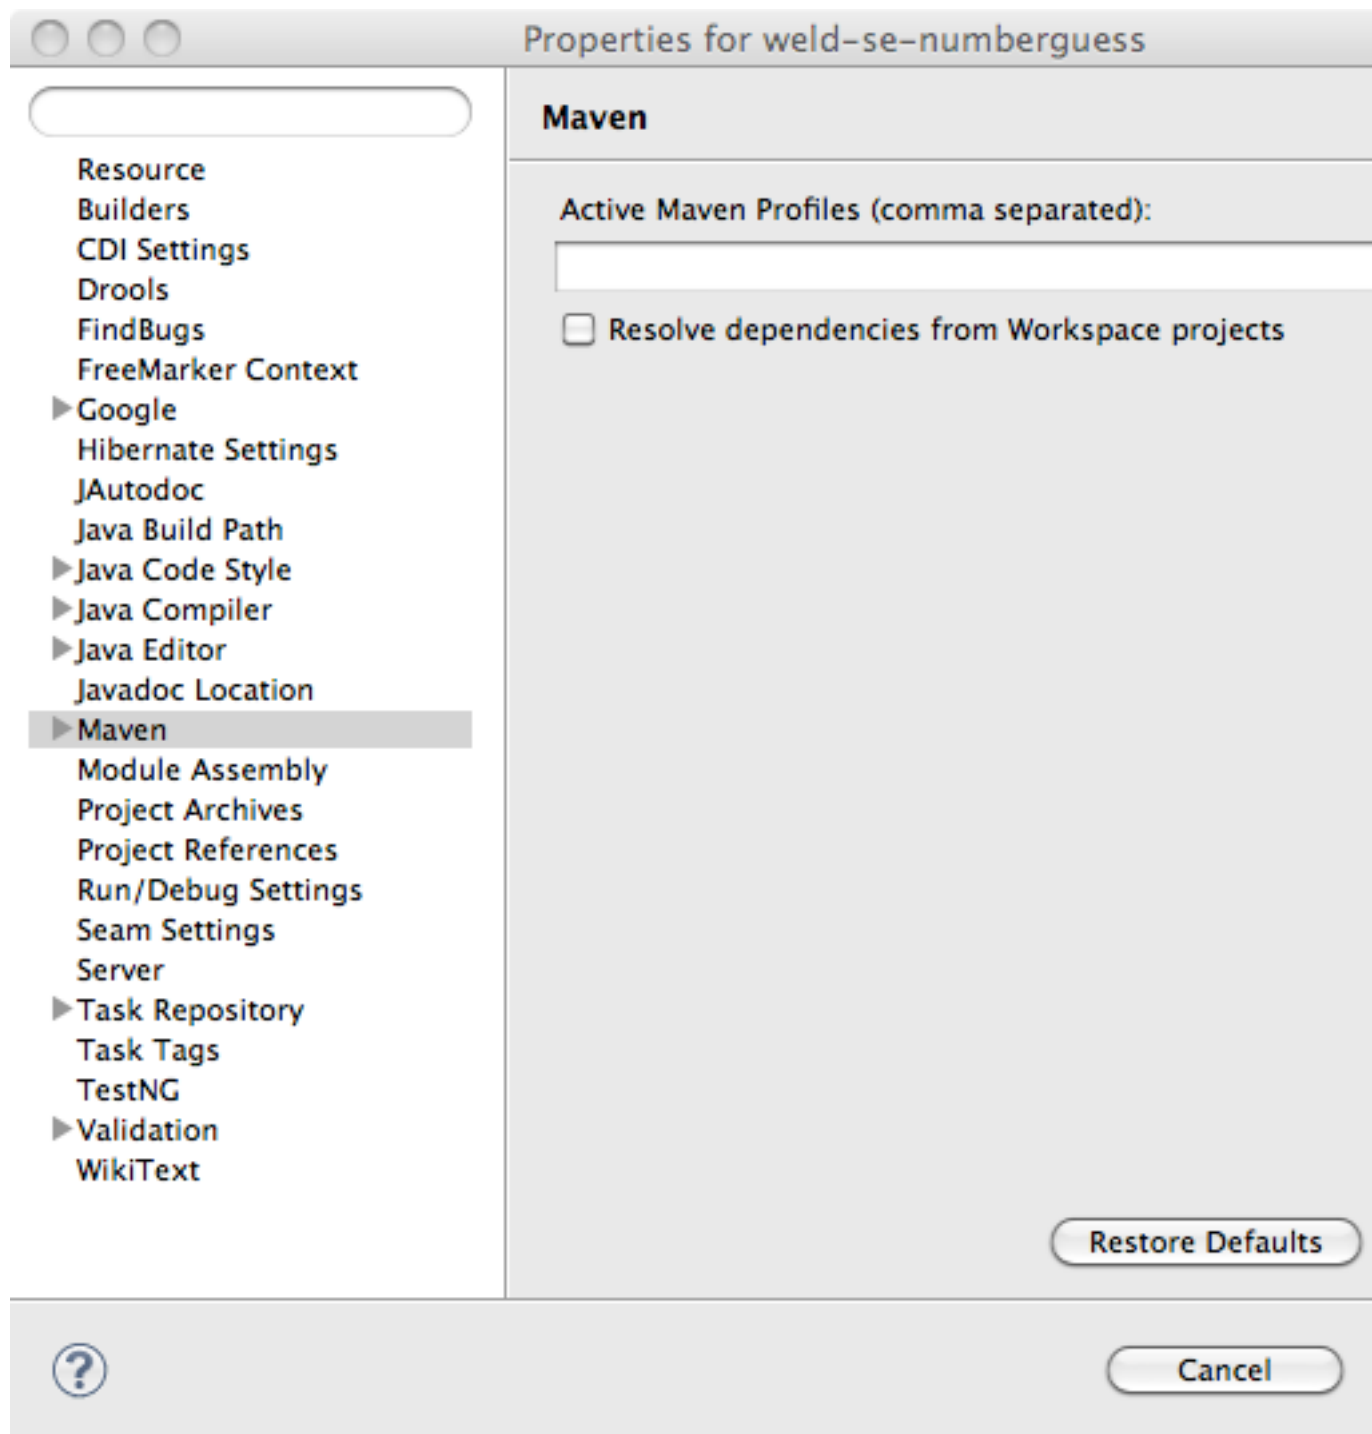 Properties for weld-se-numberguess
Resource
Builders
CDI Settings
Drools
FindBugs
FreeMarker Context
Google
Hibernate Settings
JAutodoc
Java Build Path
Java Code Style
Java Compiler
Java Editor
Javadoc Location
Maven
Module Assembly
Project Archives
Project References
Run/Debug Settings
Seam Settings
Server
Task Repository
Task Tags
TestNG
Validation
WikiText
Maven
Active Maven Profiles (comma separated):
Resolve dependencies from Workspace projects
Restore Defaults
?
Cancel